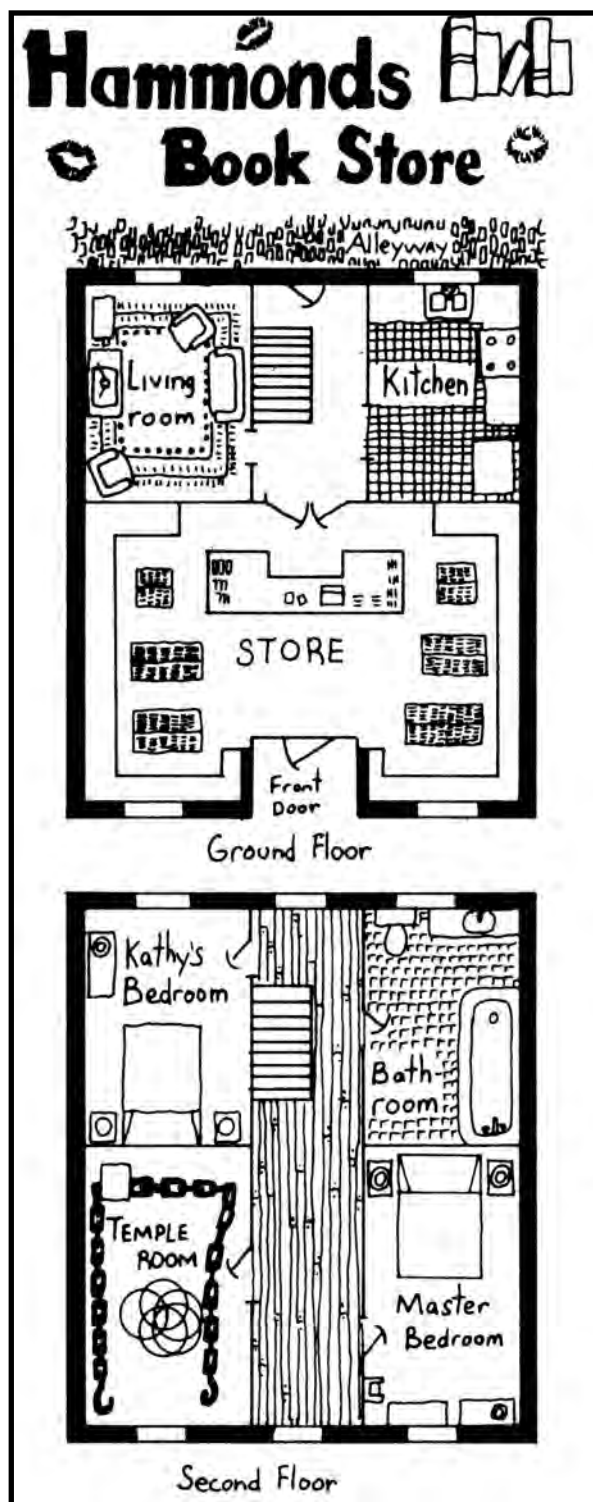 Hammonds
Book Store
Alleyway
Living
room
Kitchen
STORE
Front
Door
Ground Floor
Kathy's
Bedroom
Bath-
room
TEMPLE
ROOM
Master
Bedroom
Second Floor